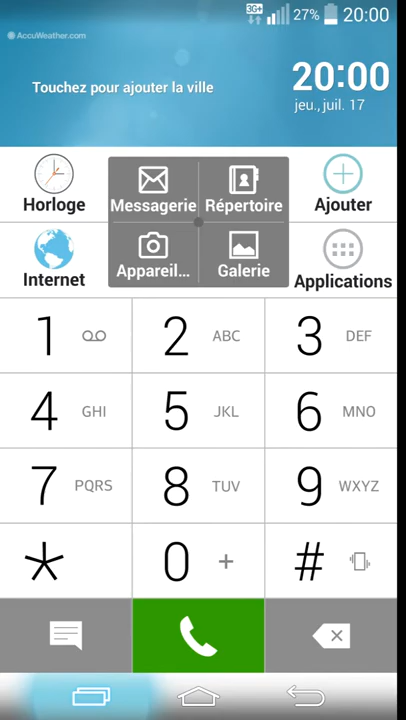 3G+ 27% 20:00
AccuWeather.com
Touchez pour ajouter la ville
20:00
jeu., juil. 17
Horloge
Messagerie
Répertoire
Ajouter
Internet
Appareil...
Galerie
Applications
1
2 ABC
3 DEF
4 GHI
5 JKL
6 MNO
7 PQRS
8 TUV
9 WXYZ
*
0 +
#